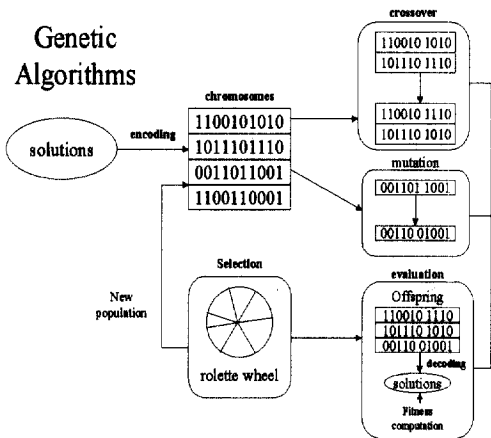 Genetic
Algorithms
solutions
encoding
chromosomes
1100101010
1011101110
0011011001
1100110001
crossover
110010 1010
101110 1110
110010 1110
101110 1010
mutation
001101 1001
00110 01001
New
population
Selection
rolette wheel
evaluation
Offspring
110010 1110
101110 1010
00110 01001
decoding
solutions
Fitness
computation